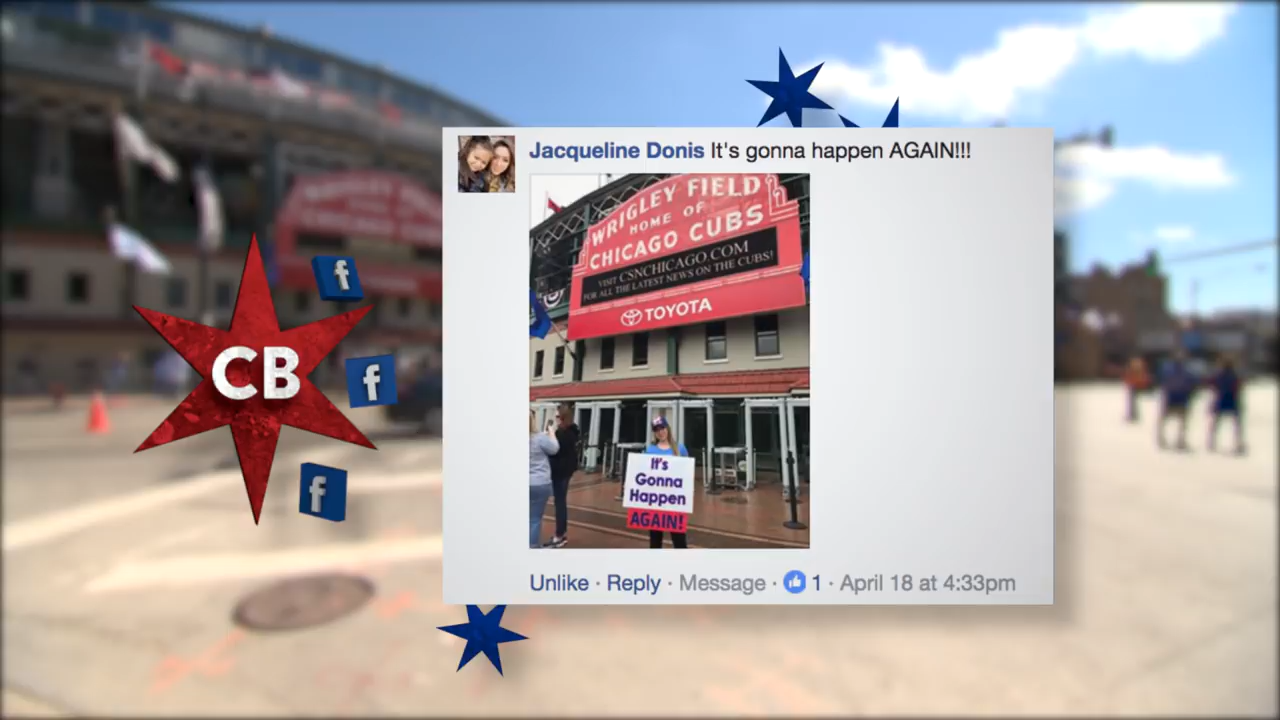 Jacqueline Donis It's gonna happen AGAIN!!!
WRIGLEY FIELD
HOME OF
CHICAGO CUBS
VISIT CSNCHICAGO.COM
FOR ALL THE LATEST NEWS ON THE CUBS!
TOYOTA
CB
f
f
f
It's
Gonna
Happen
AGAIN!
Unlike · Reply · Message · 1 · April 18 at 4:33pm